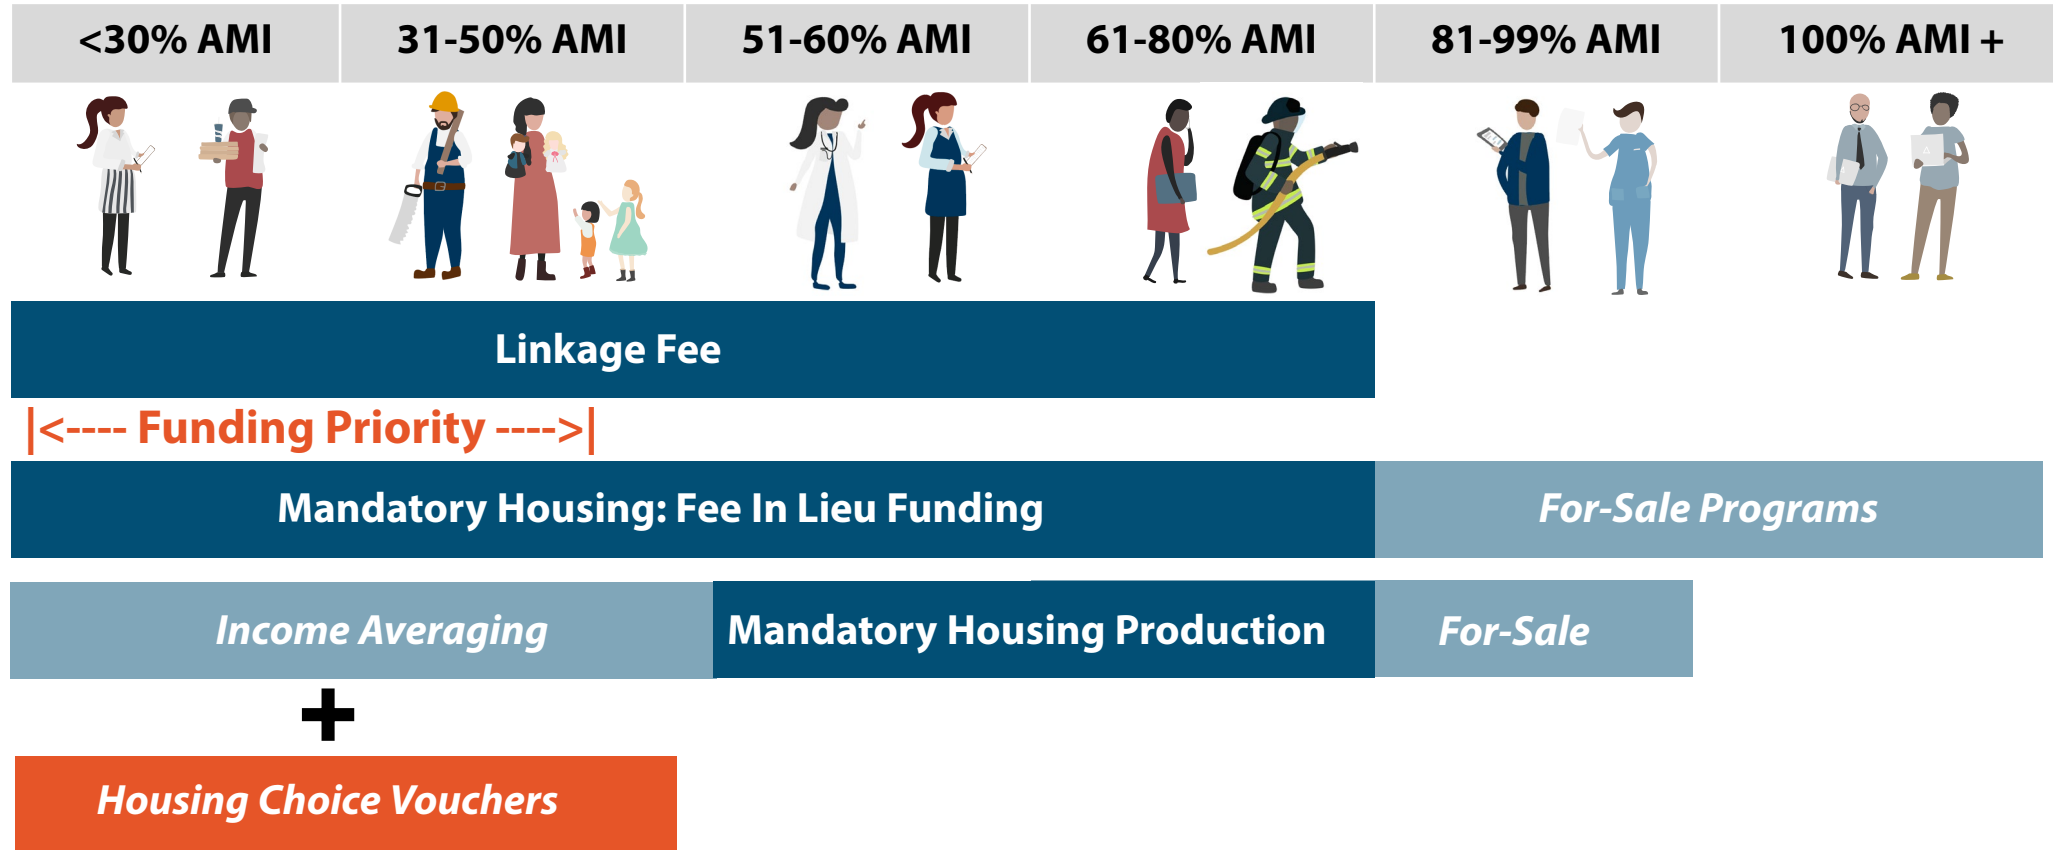 <30% AMI
31-50% AMI
51-60% AMI
61-80% AMI
81-99% AMI
100% AMI +
Linkage Fee
|<---- Funding Priority ---->|
Mandatory Housing: Fee In Lieu Funding
For-Sale Programs
Income Averaging
Mandatory Housing Production
For-Sale
+
Housing Choice Vouchers